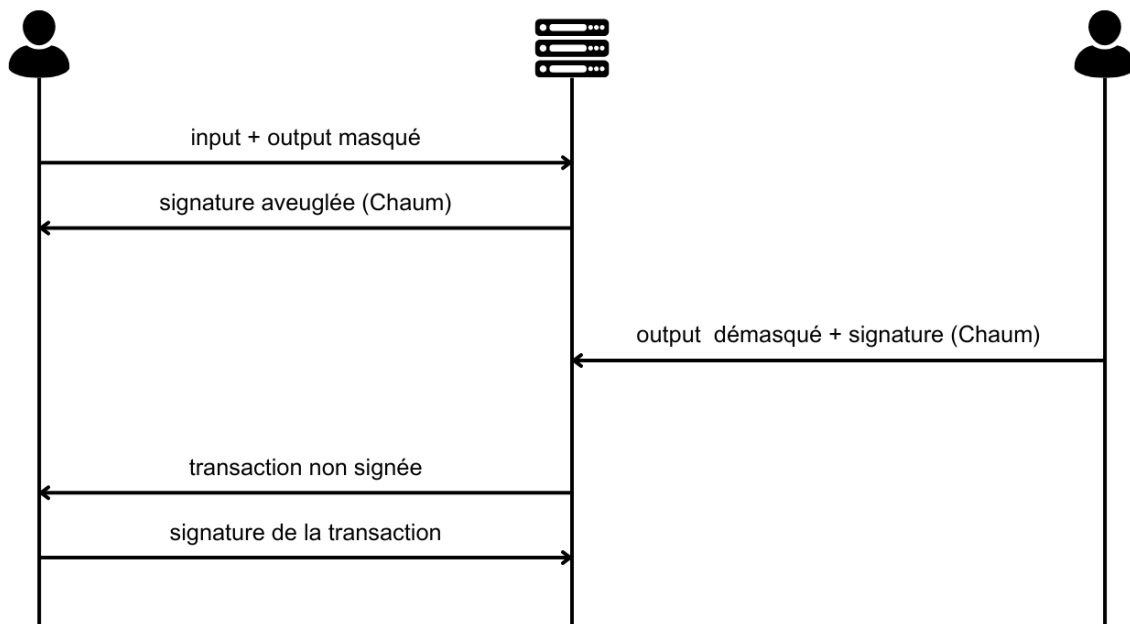 input + output masqué
signature aveuglée (Chaum)
output démasqué + signature (Chaum)
transaction non signée
signature de la transaction